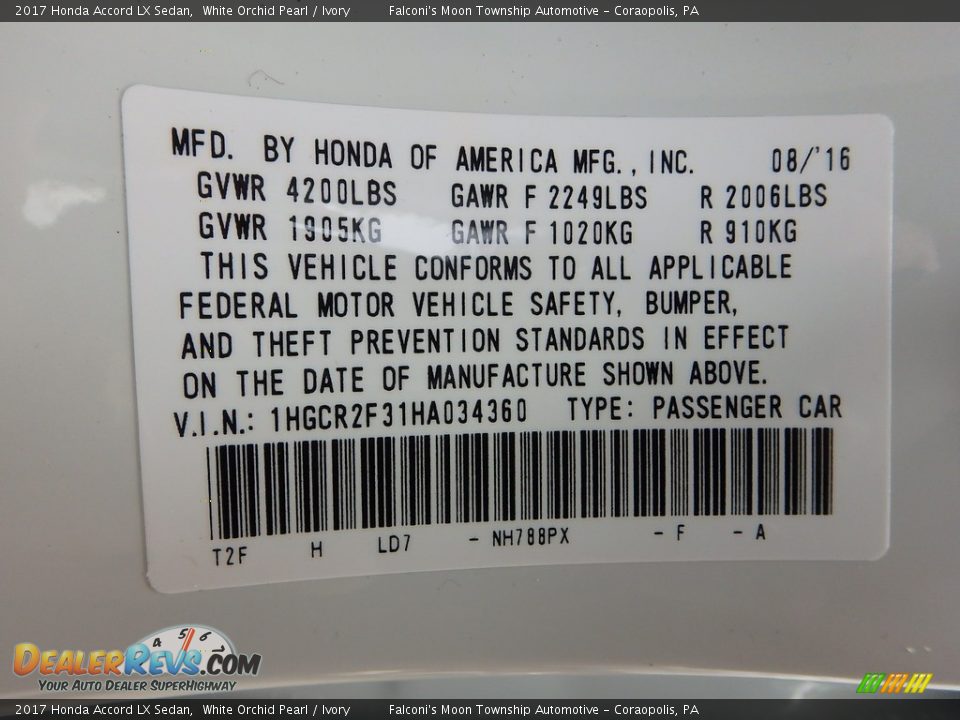 2017 Honda Accord LX Sedan, White Orchid Pearl / Ivory Falconi's Moon Township Automotive - Coraopolis, PA
MFD. BY HONDA OF AMERICA MFG., INC. 08/'16
GVWR 4200LBS GAWR F 2249LBS R 2006LBS
GVWR 1905KG GAWR F 1020KG R 910KG
THIS VEHICLE CONFORMS TO ALL APPLICABLE
FEDERAL MOTOR VEHICLE SAFETY, BUMPER,
AND THEFT PREVENTION STANDARDS IN EFFECT
ON THE DATE OF MANUFACTURE SHOWN ABOVE.
V.I.N.: 1HGCR2F31HA034360 TYPE: PASSENGER CAR
T2F H LD7 - NH788PX - F - A
4 5 6 7
DEALERREVS.COM
YOUR AUTO DEALER SUPERHIGHWAY
2017 Honda Accord LX Sedan, White Orchid Pearl / Ivory Falconi's Moon Township Automotive - Coraopolis, PA